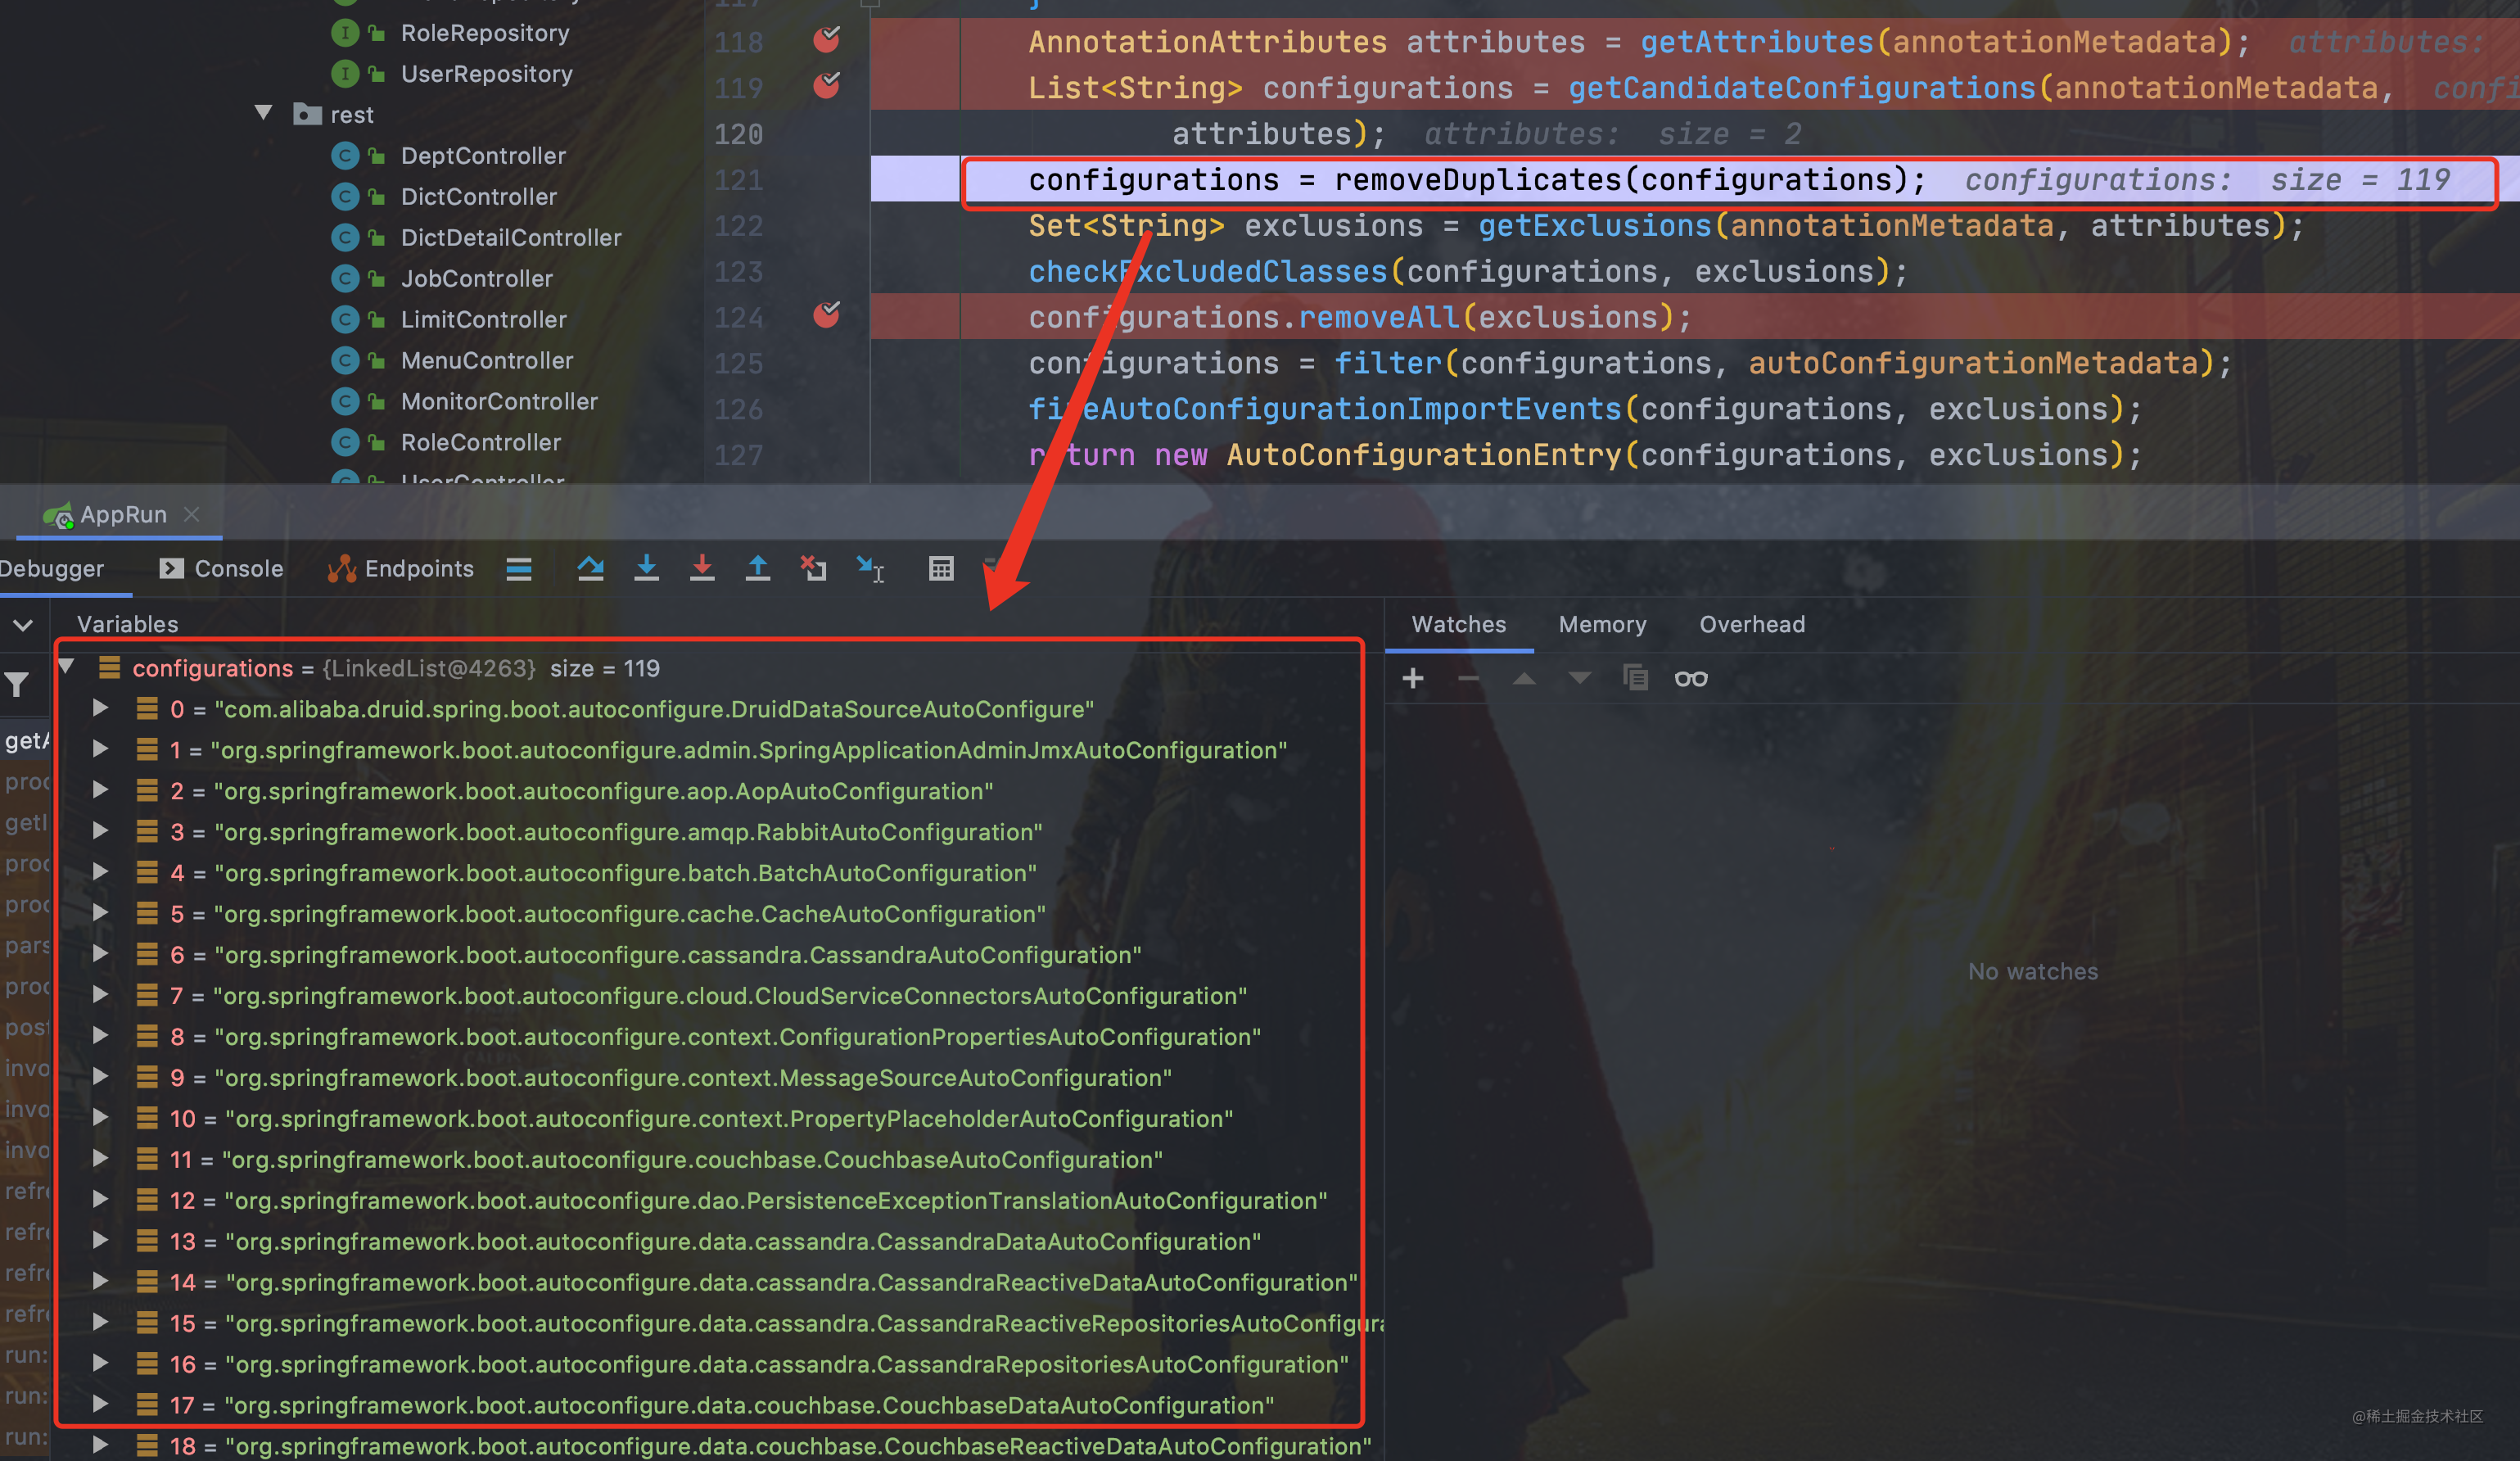 RoleRepository
UserRepository
rest
DeptController
DictController
DictDetailController
JobController
LimitController
MenuController
MonitorController
RoleController
UserController
117 }
118 AnnotationAttributes attributes = getAttributes(annotationMetadata); attributes:
119 List<String> configurations = getCandidateConfigurations(annotationMetadata, confi
120 attributes); attributes: size = 2
121 configurations = removeDuplicates(configurations); configurations: size = 119
122 Set<String> exclusions = getExclusions(annotationMetadata, attributes);
123 checkExcludedClasses(configurations, exclusions);
124 configurations.removeAll(exclusions);
125 configurations = filter(configurations, autoConfigurationMetadata);
126 fireAutoConfigurationImportEvents(configurations, exclusions);
127 return new AutoConfigurationEntry(configurations, exclusions);
AppRun
Debugger Console Endpoints
Variables
configurations = {LinkedList@4263} size = 119
0 = "com.alibaba.druid.spring.boot.autoconfigure.DruidDataSourceAutoConfigure"
1 = "org.springframework.boot.autoconfigure.admin.SpringApplicationAdminJmxAutoConfiguration"
2 = "org.springframework.boot.autoconfigure.aop.AopAutoConfiguration"
3 = "org.springframework.boot.autoconfigure.amqp.RabbitAutoConfiguration"
4 = "org.springframework.boot.autoconfigure.batch.BatchAutoConfiguration"
5 = "org.springframework.boot.autoconfigure.cache.CacheAutoConfiguration"
6 = "org.springframework.boot.autoconfigure.cassandra.CassandraAutoConfiguration"
7 = "org.springframework.boot.autoconfigure.cloud.CloudServiceConnectorsAutoConfiguration"
8 = "org.springframework.boot.autoconfigure.context.ConfigurationPropertiesAutoConfiguration"
9 = "org.springframework.boot.autoconfigure.context.MessageSourceAutoConfiguration"
10 = "org.springframework.boot.autoconfigure.context.PropertyPlaceholderAutoConfiguration"
11 = "org.springframework.boot.autoconfigure.couchbase.CouchbaseAutoConfiguration"
12 = "org.springframework.boot.autoconfigure.dao.PersistenceExceptionTranslationAutoConfiguration"
13 = "org.springframework.boot.autoconfigure.data.cassandra.CassandraDataAutoConfiguration"
14 = "org.springframework.boot.autoconfigure.data.cassandra.CassandraReactiveDataAutoConfiguration"
15 = "org.springframework.boot.autoconfigure.data.cassandra.CassandraReactiveRepositoriesAutoConfigura
16 = "org.springframework.boot.autoconfigure.data.cassandra.CassandraRepositoriesAutoConfiguration"
17 = "org.springframework.boot.autoconfigure.data.couchbase.CouchbaseDataAutoConfiguration"
18 = "org.springframework.boot.autoconfigure.data.couchbase.CouchbaseReactiveDataAutoConfiguration"
getA
proc
getI
proc
proc
pars
proc
post
invo
invo
invo
refre
refre
refre
refre
run:
run:
run:
Watches Memory Overhead
No watches
@稀土掘金技术社区